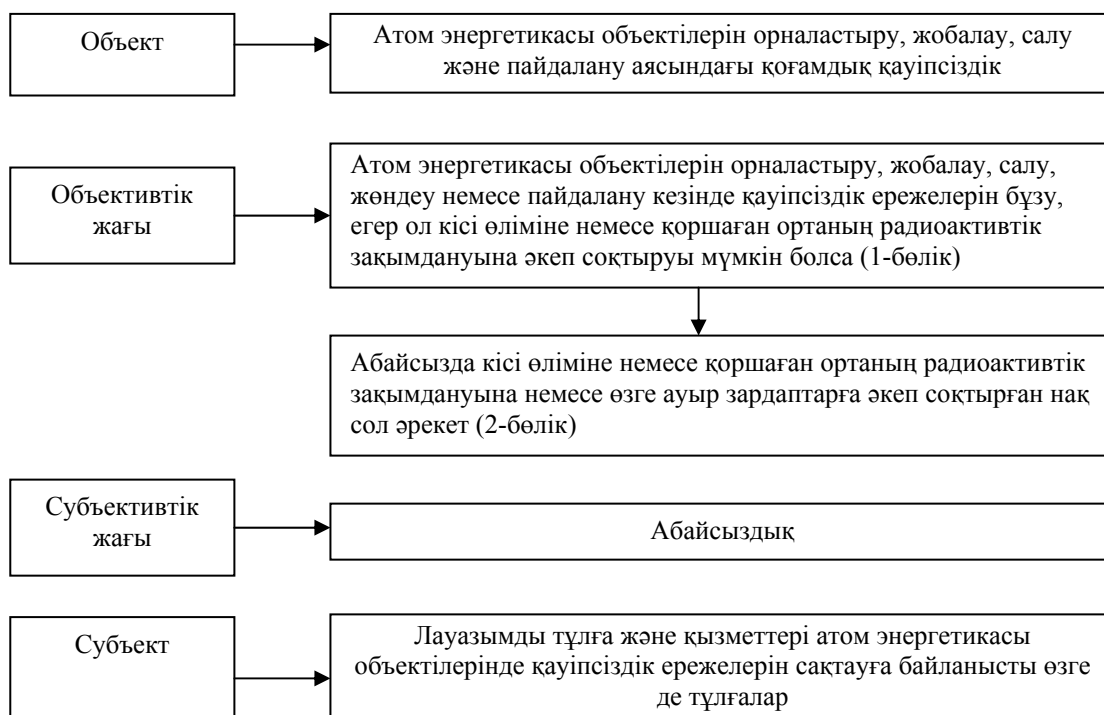 Объект
Атом энергетикасы объектілерін орналастыру, жобалау, салу
және пайдалану аясындағы қоғамдық қауіпсіздік
Объективтік
жағы
Атом энергетикасы объектілерін орналастыру, жобалау, салу,
жөндеу немесе пайдалану кезінде қауіпсіздік ережелерін бұзу,
егер ол кісі өліміне немесе қоршаған ортаның радиоактивтік
зақымдануына әкеп соқтыруы мүмкін болса (1-бөлік)
Абайсызда кісі өліміне немесе қоршаған ортаның радиоактивтік
зақымдануына немесе өзге ауыр зардаптарға әкеп соқтырған нақ
сол әрекет (2-бөлік)
Субъективтік
жағы
Абайсыздық
Субъект
Лауазымды тұлға және қызметтері атом энергетикасы
объектілерінде қауіпсіздік ережелерін сақтауға байланысты өзге
де тұлғалар